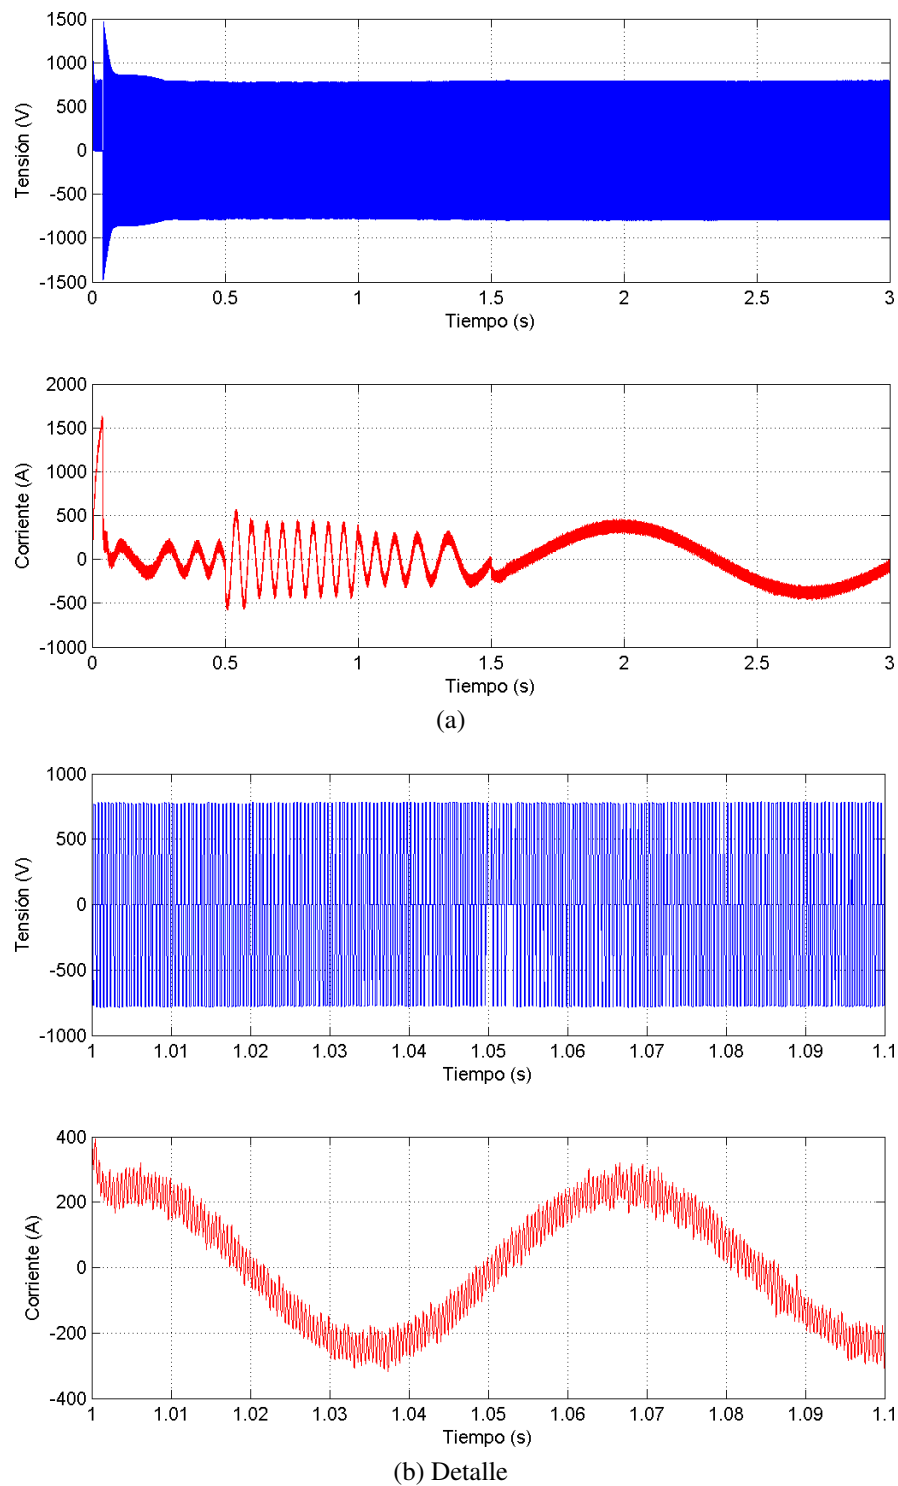 1500
1000
500
0
-500
-1000
-1500
Tensión (V)
0 0.5 1 1.5 2 2.5 3
Tiempo (s)
2000
1500
1000
500
0
-500
-1000
Corriente (A)
0 0.5 1 1.5 2 2.5 3
Tiempo (s)
(a)
1000
500
0
-500
-1000
Tensión (V)
1 1.01 1.02 1.03 1.04 1.05 1.06 1.07 1.08 1.09 1.1
Tiempo (s)
400
200
0
-200
-400
Corriente (A)
1 1.01 1.02 1.03 1.04 1.05 1.06 1.07 1.08 1.09 1.1
Tiempo (s)
(b) Detalle